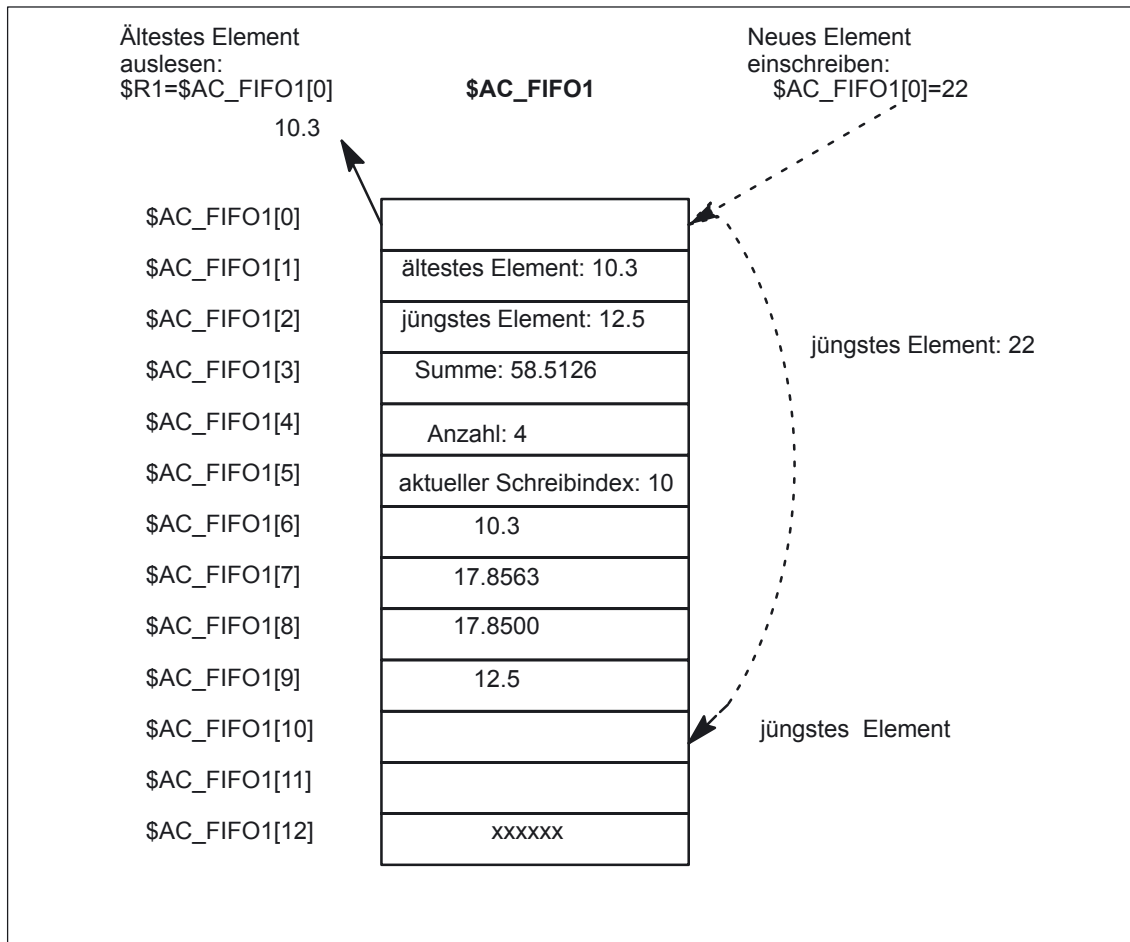 Ältestes Element
auslesen:
$R1=$AC_FIFO1[0]
10.3
$AC_FIFO1
Neues Element
einschreiben:
$AC_FIFO1[0]=22
$AC_FIFO1[0]
$AC_FIFO1[1]
ältestes Element: 10.3
$AC_FIFO1[2]
jüngstes Element: 12.5
jüngstes Element: 22
$AC_FIFO1[3]
Summe: 58.5126
$AC_FIFO1[4]
Anzahl: 4
$AC_FIFO1[5]
aktueller Schreibindex: 10
$AC_FIFO1[6]
10.3
$AC_FIFO1[7]
17.8563
$AC_FIFO1[8]
17.8500
$AC_FIFO1[9]
12.5
$AC_FIFO1[10]
jüngstes Element
$AC_FIFO1[11]
$AC_FIFO1[12]
xxxxxx